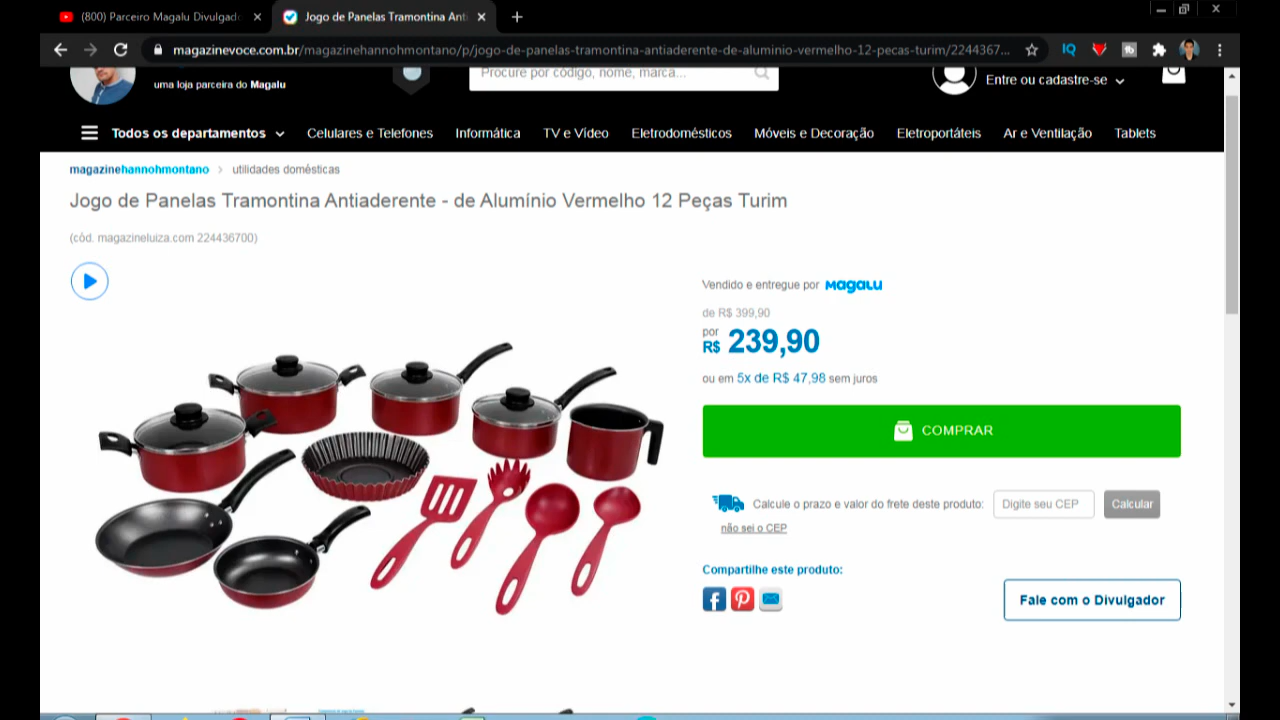 (800) Parceiro Magalu Divulgad
Jogo de Panelas Tramontina Anti
magazinevoce.com.br/magazinehannohmontano/p/jogo-de-panelas-tramontina-antiaderente-de-aluminio-vermelho-12-pecas-turim/2244367...
IQ
uma loja parceira do Magalu
Procure por código, nome, marca...
Entre ou cadastre-se
Todos os departamentos
Celulares e Telefones
Informática
TV e Vídeo
Eletrodomésticos
Móveis e Decoração
Eletroportáteis
Ar e Ventilação
Tablets
magazinehannohmontano > utilidades domésticas
Jogo de Panelas Tramontina Antiaderente - de Alumínio Vermelho 12 Peças Turim
(cód. magazineluiza.com 224436700)
Vendido e entregue por MAGALU
de R$ 399,90
por
R$ 239,90
ou em 5x de R$ 47,98 sem juros
COMPRAR
Calcule o prazo e valor do frete deste produto:
Digite seu CEP
Calcular
não sei o CEP
Compartilhe este produto:
Fale com o Divulgador